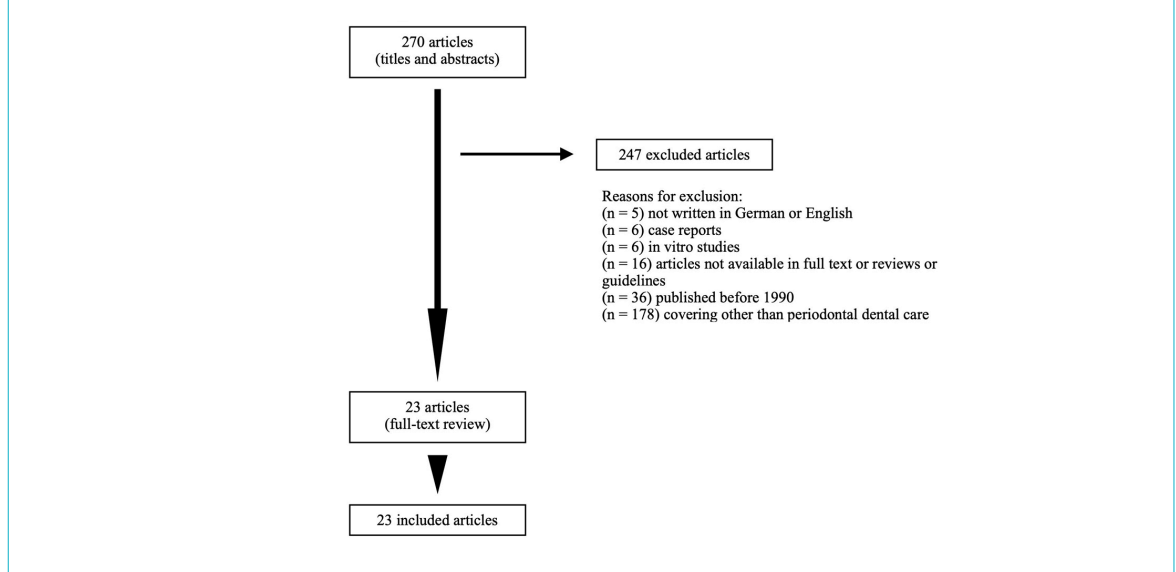 270 articles
(titles and abstracts)
247 excluded articles
Reasons for exclusion:
(n = 5) not written in German or English
(n = 6) case reports
(n = 6) in vitro studies
(n = 16) articles not available in full text or reviews or
guidelines
(n = 36) published before 1990
(n = 178) covering other than periodontal dental care
23 articles
(full-text review)
23 included articles